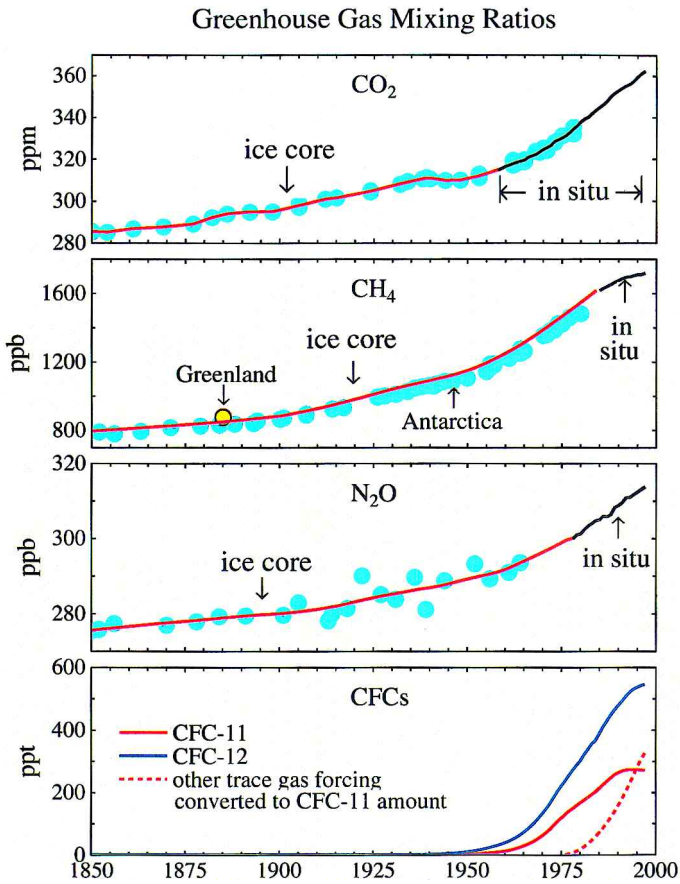 Greenhouse Gas Mixing Ratios
360
340
320
300
280
ppm
CO2
ice core
in situ
1600
1200
800
ppb
CH4
ice core
Greenland
Antarctica
in
situ
320
300
280
ppb
N2O
ice core
in situ
600
400
200
0
ppt
CFCs
CFC-11
CFC-12
other trace gas forcing
converted to CFC-11 amount
1850 1875 1900 1925 1950 1975 2000